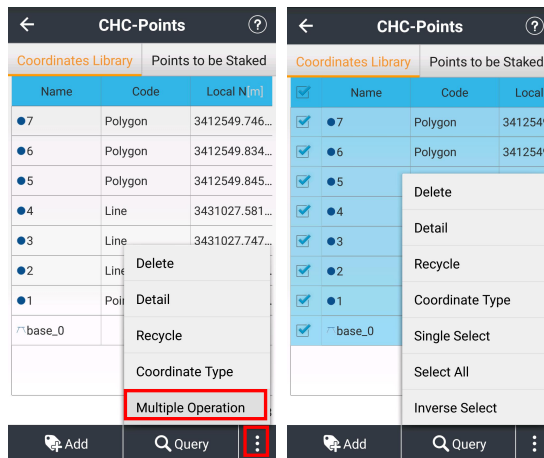 CHC-Points ?
Coordinates Library Points to be Staked
Name Code Local N[m]
7 Polygon 3412549.746...
6 Polygon 3412549.834...
5 Polygon 3412549.845...
4 Line 3431027.581...
3 Line 3431027.747...
2 Line
1 Poi
base_0
Delete
Detail
Recycle
Coordinate Type
Multiple Operation
Add Query
CHC-Points ?
Coordinates Library Points to be Staked
Name Code Local
7 Polygon 341254
6 Polygon 341254
5
4
3
2
1
base_0
Delete
Detail
Recycle
Coordinate Type
Single Select
Select All
Inverse Select
Add Query